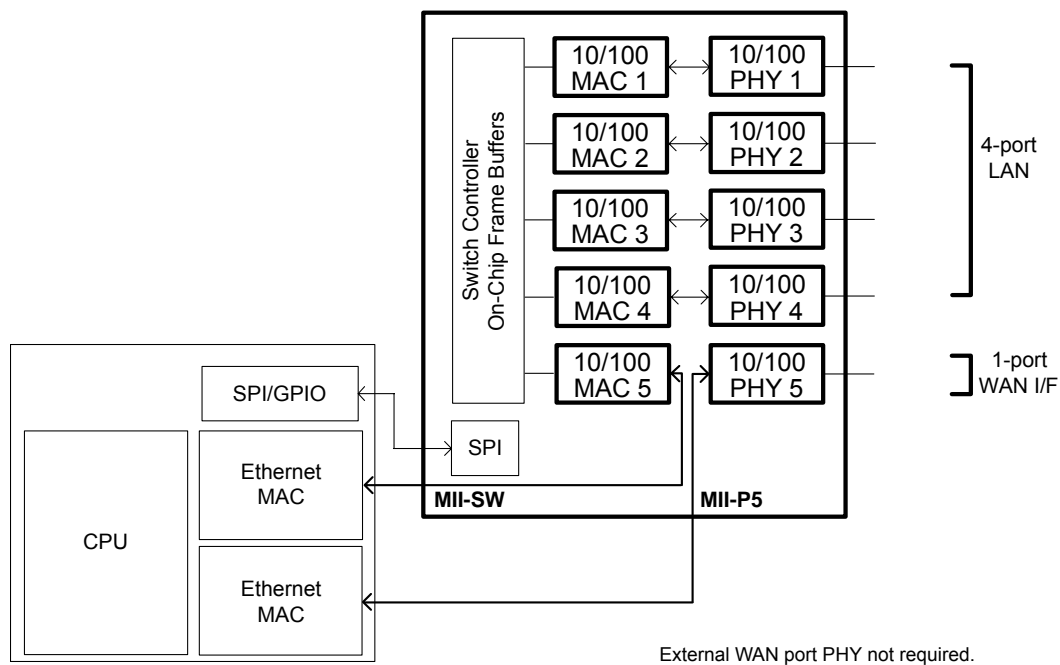 10/100
MAC 1
10/100
PHY 1
10/100
MAC 2
10/100
PHY 2
10/100
MAC 3
10/100
PHY 3
10/100
MAC 4
10/100
PHY 4
10/100
MAC 5
10/100
PHY 5
Switch Controller
On-Chip Frame Buffers
4-port
LAN
1-port
WAN I/F
SPI
MII-SW
MII-P5
SPI/GPIO
Ethernet
MAC
CPU
Ethernet
MAC
External WAN port PHY not required.